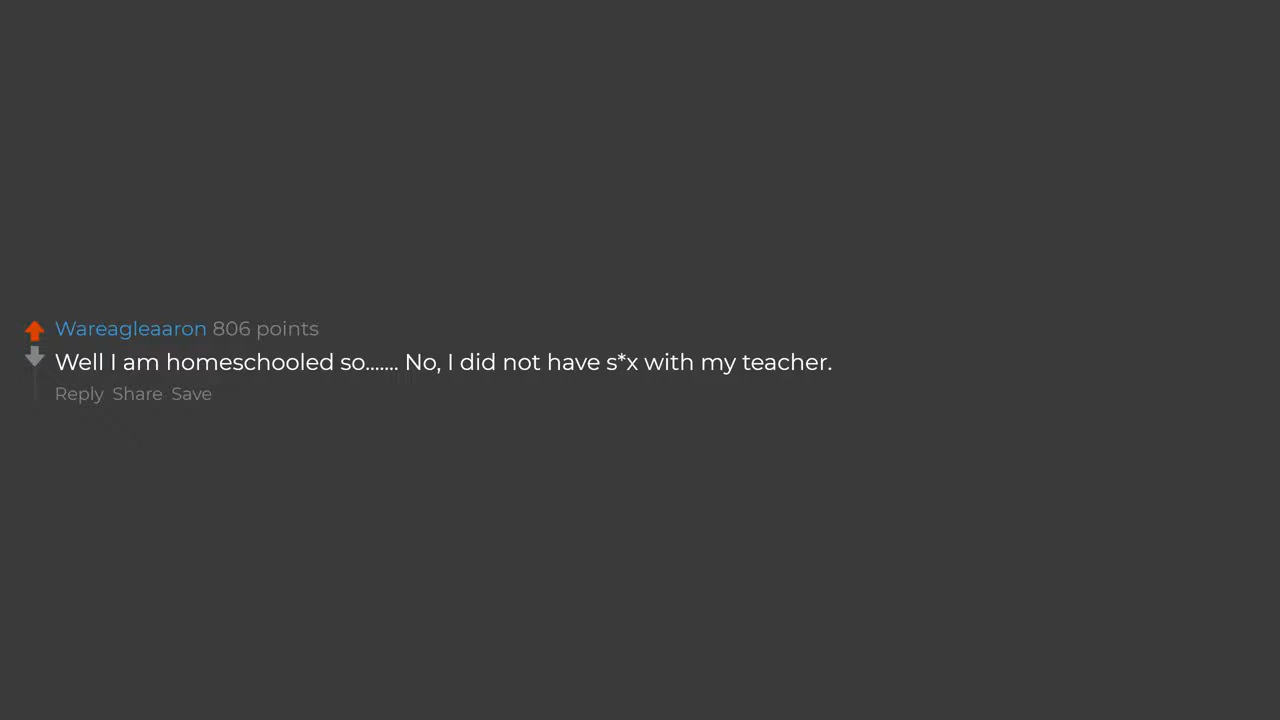 Wareagleaaron 806 points
Well I am homeschooled so....... No, I did not have s*x with my teacher.
Reply Share Save